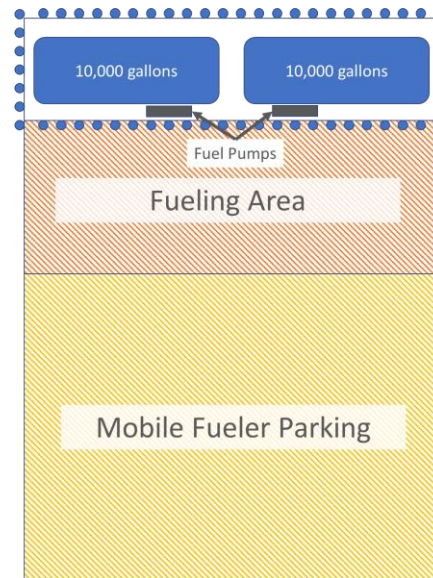 10,000 gallons
10,000 gallons
Fuel Pumps
Fueling Area
Mobile Fueler Parking